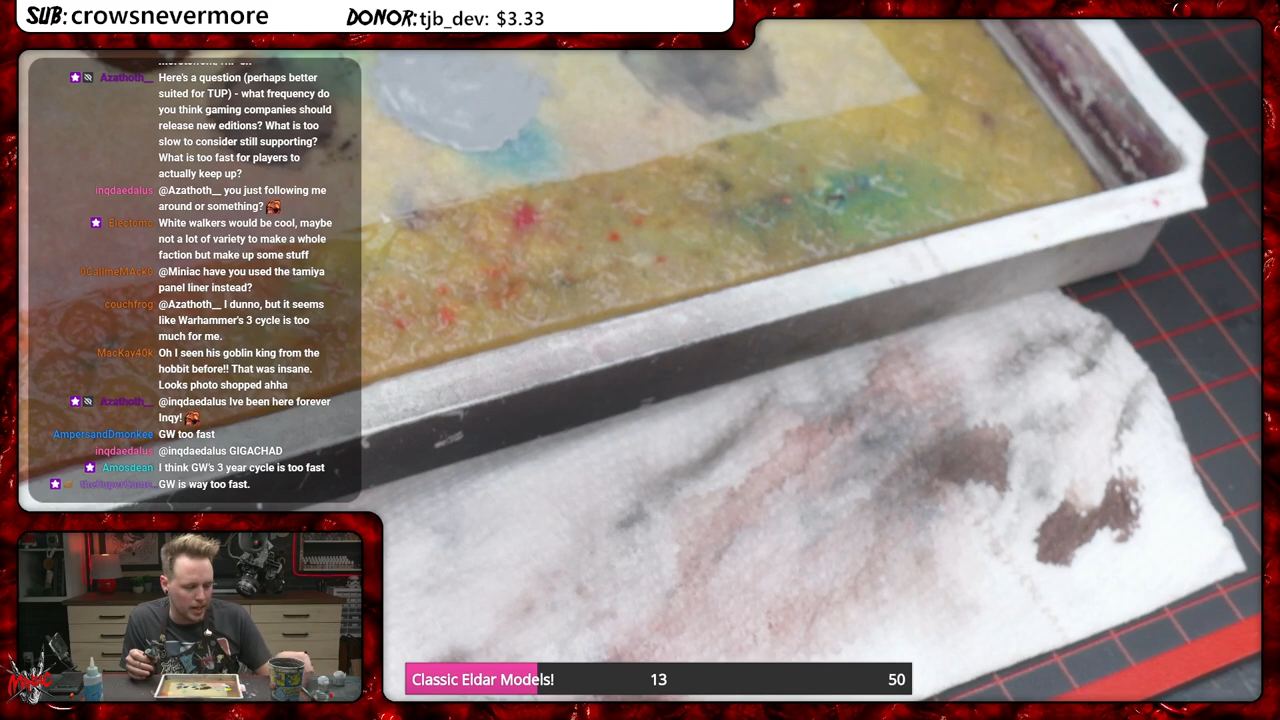 SUB: crowsnevermore
DONOR: tjb_dev: $3.33
Azathoth__ Here's a question (perhaps better
suited for TUP) - what frequency do
you think gaming companies should
release new editions? What is too
slow to consider still supporting?
What is too fast for players to
actually keep up?
inqdaedalus @Azathoth__ you just following me
around or something?
Electomo White walkers would be cool, maybe
not a lot of variety to make a whole
faction but make up some stuff
0CallmeMAck0 @Miniac have you used the tamiya
panel liner instead?
couchfrog @Azathoth__ I dunno, but it seems
like Warhammer's 3 cycle is too
much for me.
MacKay40k Oh I seen his goblin king from the
hobbit before!! That was insane.
Looks photo shopped ahha
Azathoth__ @inqdaedalus Ive been here forever
Inqy!
AmpersandDmonkee GW too fast
inqdaedalus @inqdaedalus GIGACHAD
Amosdean I think GW's 3 year cycle is too fast
GW is way too fast.
MINIAC
Classic Eldar Models! 13 50